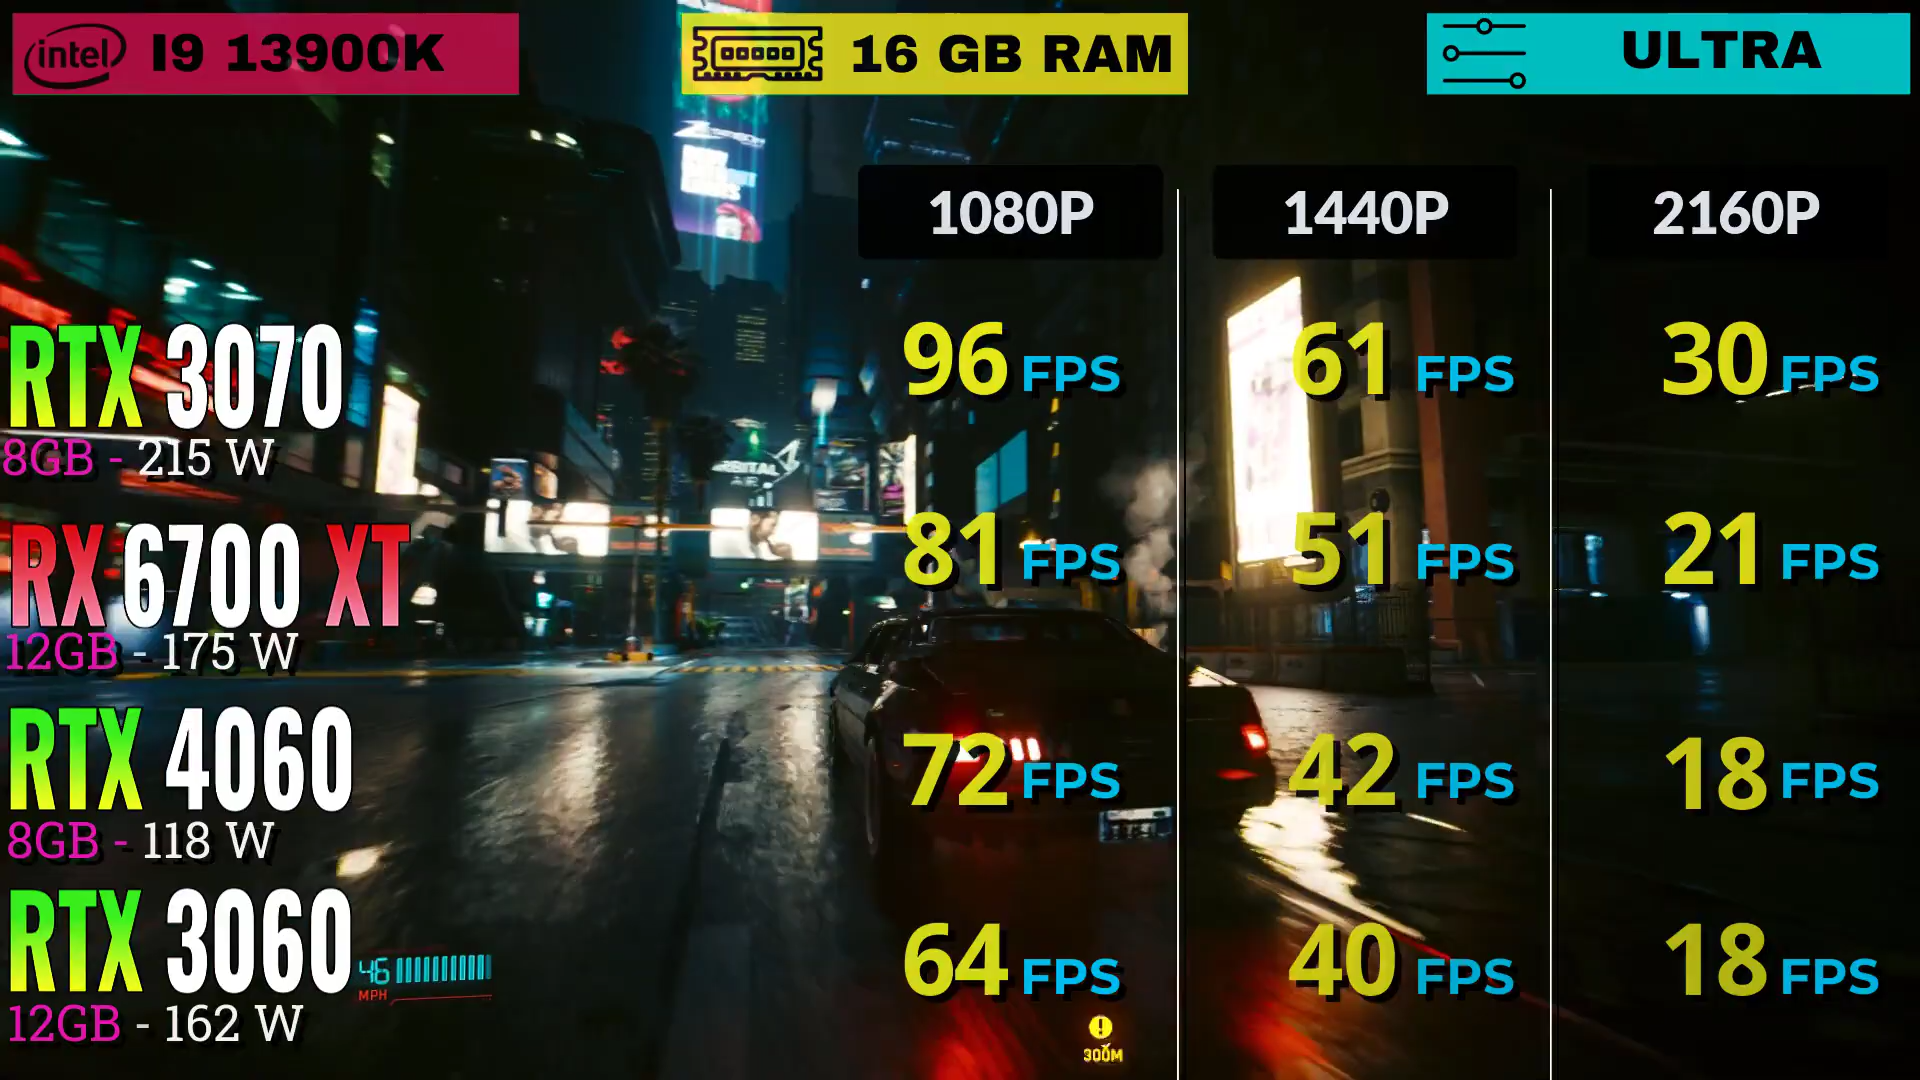 intel I9 13900K
16 GB RAM
ULTRA
1080P 1440P 2160P
RTX 3070 96 FPS 61 FPS 30 FPS
8GB - 215 W
RX 6700 XT 81 FPS 51 FPS 21 FPS
12GB - 175 W
RTX 4060 72 FPS 42 FPS 18 FPS
8GB - 118 W
RTX 3060 64 FPS 40 FPS 18 FPS
12GB - 162 W
46
MPH
300M
ORBITAL
AIR